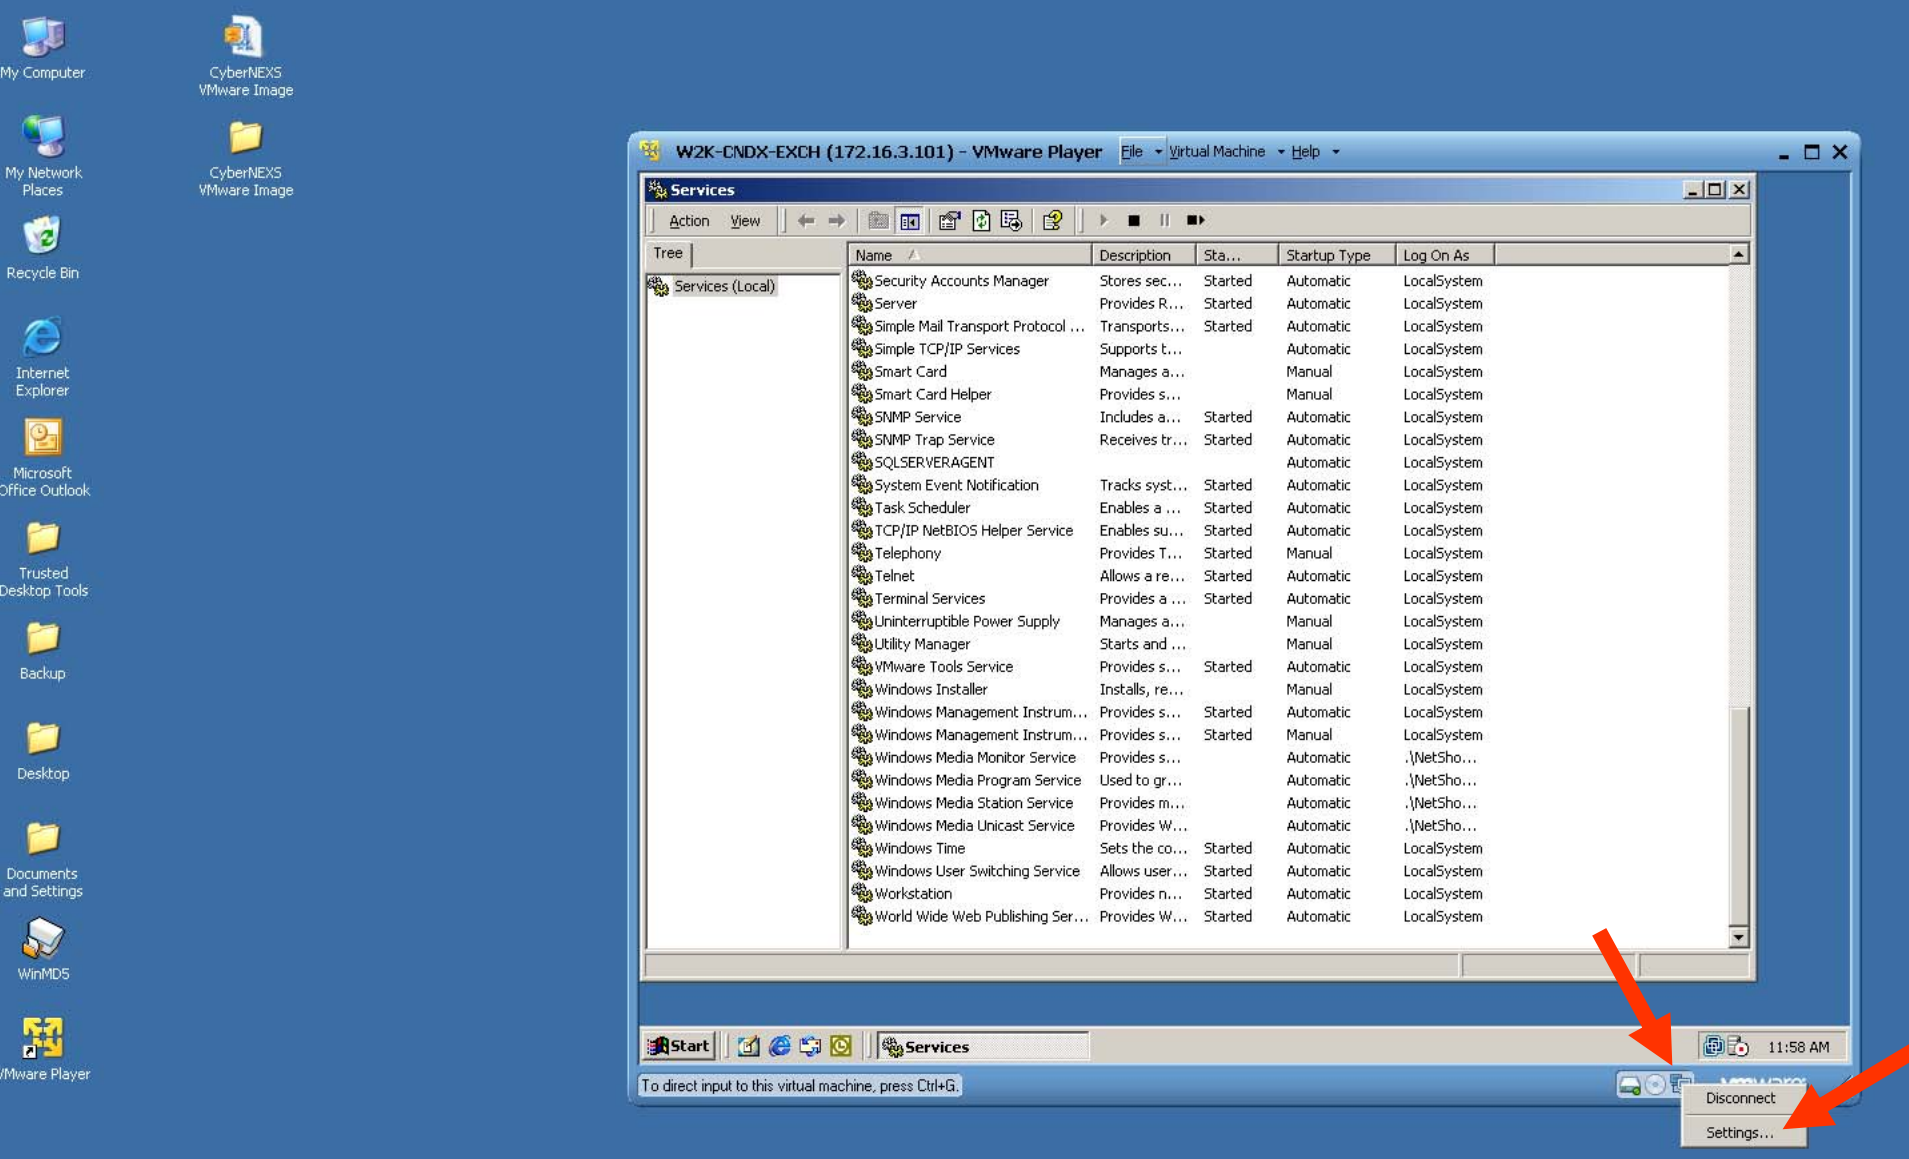 My Computer
CyberNEXS
VMware Image
My Network
Places
CyberNEXS
VMware Image
Recycle Bin
Internet
Explorer
Microsoft
Office Outlook
Trusted
Desktop Tools
Backup
Desktop
Documents
and Settings
WinMD5
VMware Player
W2K-CNDX-EXCH (172.16.3.101) - VMware Player File Virtual Machine Help
Services
Action View
Tree
Services (Local)
Name Description Sta... Startup Type Log On As
Security Accounts Manager Stores sec... Started Automatic LocalSystem
Server Provides R... Started Automatic LocalSystem
Simple Mail Transport Protocol ... Transports... Started Automatic LocalSystem
Simple TCP/IP Services Supports t... Automatic LocalSystem
Smart Card Manages a... Manual LocalSystem
Smart Card Helper Provides s... Manual LocalSystem
SNMP Service Includes a... Started Automatic LocalSystem
SNMP Trap Service Receives tr... Started Automatic LocalSystem
SQLSERVERAGENT Automatic LocalSystem
System Event Notification Tracks syst... Started Automatic LocalSystem
Task Scheduler Enables a ... Started Automatic LocalSystem
TCP/IP NetBIOS Helper Service Enables su... Started Automatic LocalSystem
Telephony Provides T... Started Manual LocalSystem
Telnet Allows a re... Started Automatic LocalSystem
Terminal Services Provides a ... Started Automatic LocalSystem
Uninterruptible Power Supply Manages a... Manual LocalSystem
Utility Manager Starts and ... Manual LocalSystem
VMware Tools Service Provides s... Started Automatic LocalSystem
Windows Installer Installs, re... Manual LocalSystem
Windows Management Instrum... Provides s... Started Automatic LocalSystem
Windows Management Instrum... Provides s... Started Manual LocalSystem
Windows Media Monitor Service Provides s... Automatic .\NetSho...
Windows Media Program Service Used to gr... Automatic .\NetSho...
Windows Media Station Service Provides m... Automatic .\NetSho...
Windows Media Unicast Service Provides W... Automatic .\NetSho...
Windows Time Sets the co... Started Automatic LocalSystem
Windows User Switching Service Allows user... Started Automatic LocalSystem
Workstation Provides n... Started Automatic LocalSystem
World Wide Web Publishing Ser... Provides W... Started Automatic LocalSystem
Start Services 11:58 AM
To direct input to this virtual machine, press Ctrl+G.
Disconnect
Settings...